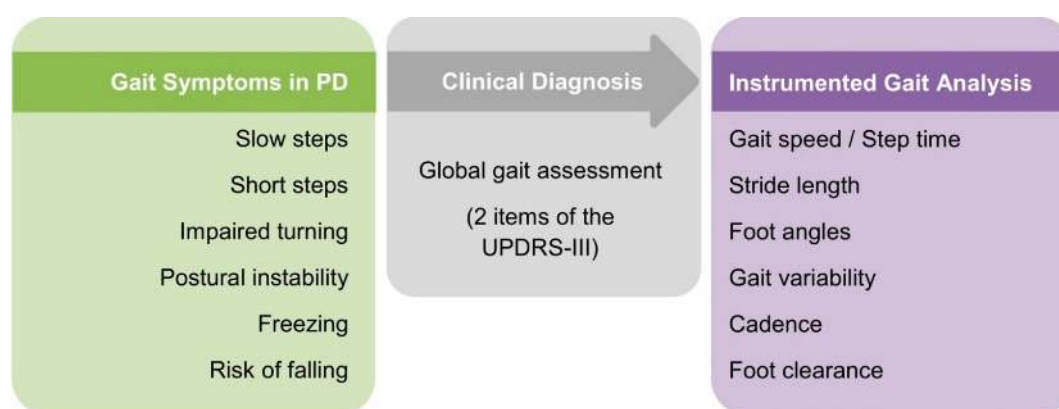 Gait Symptoms in PD
Slow steps
Short steps
Impaired turning
Postural instability
Freezing
Risk of falling
Clinical Diagnosis
Global gait assessment
(2 items of the
UPDRS-III)
Instrumented Gait Analysis
Gait speed / Step time
Stride length
Foot angles
Gait variability
Cadence
Foot clearance